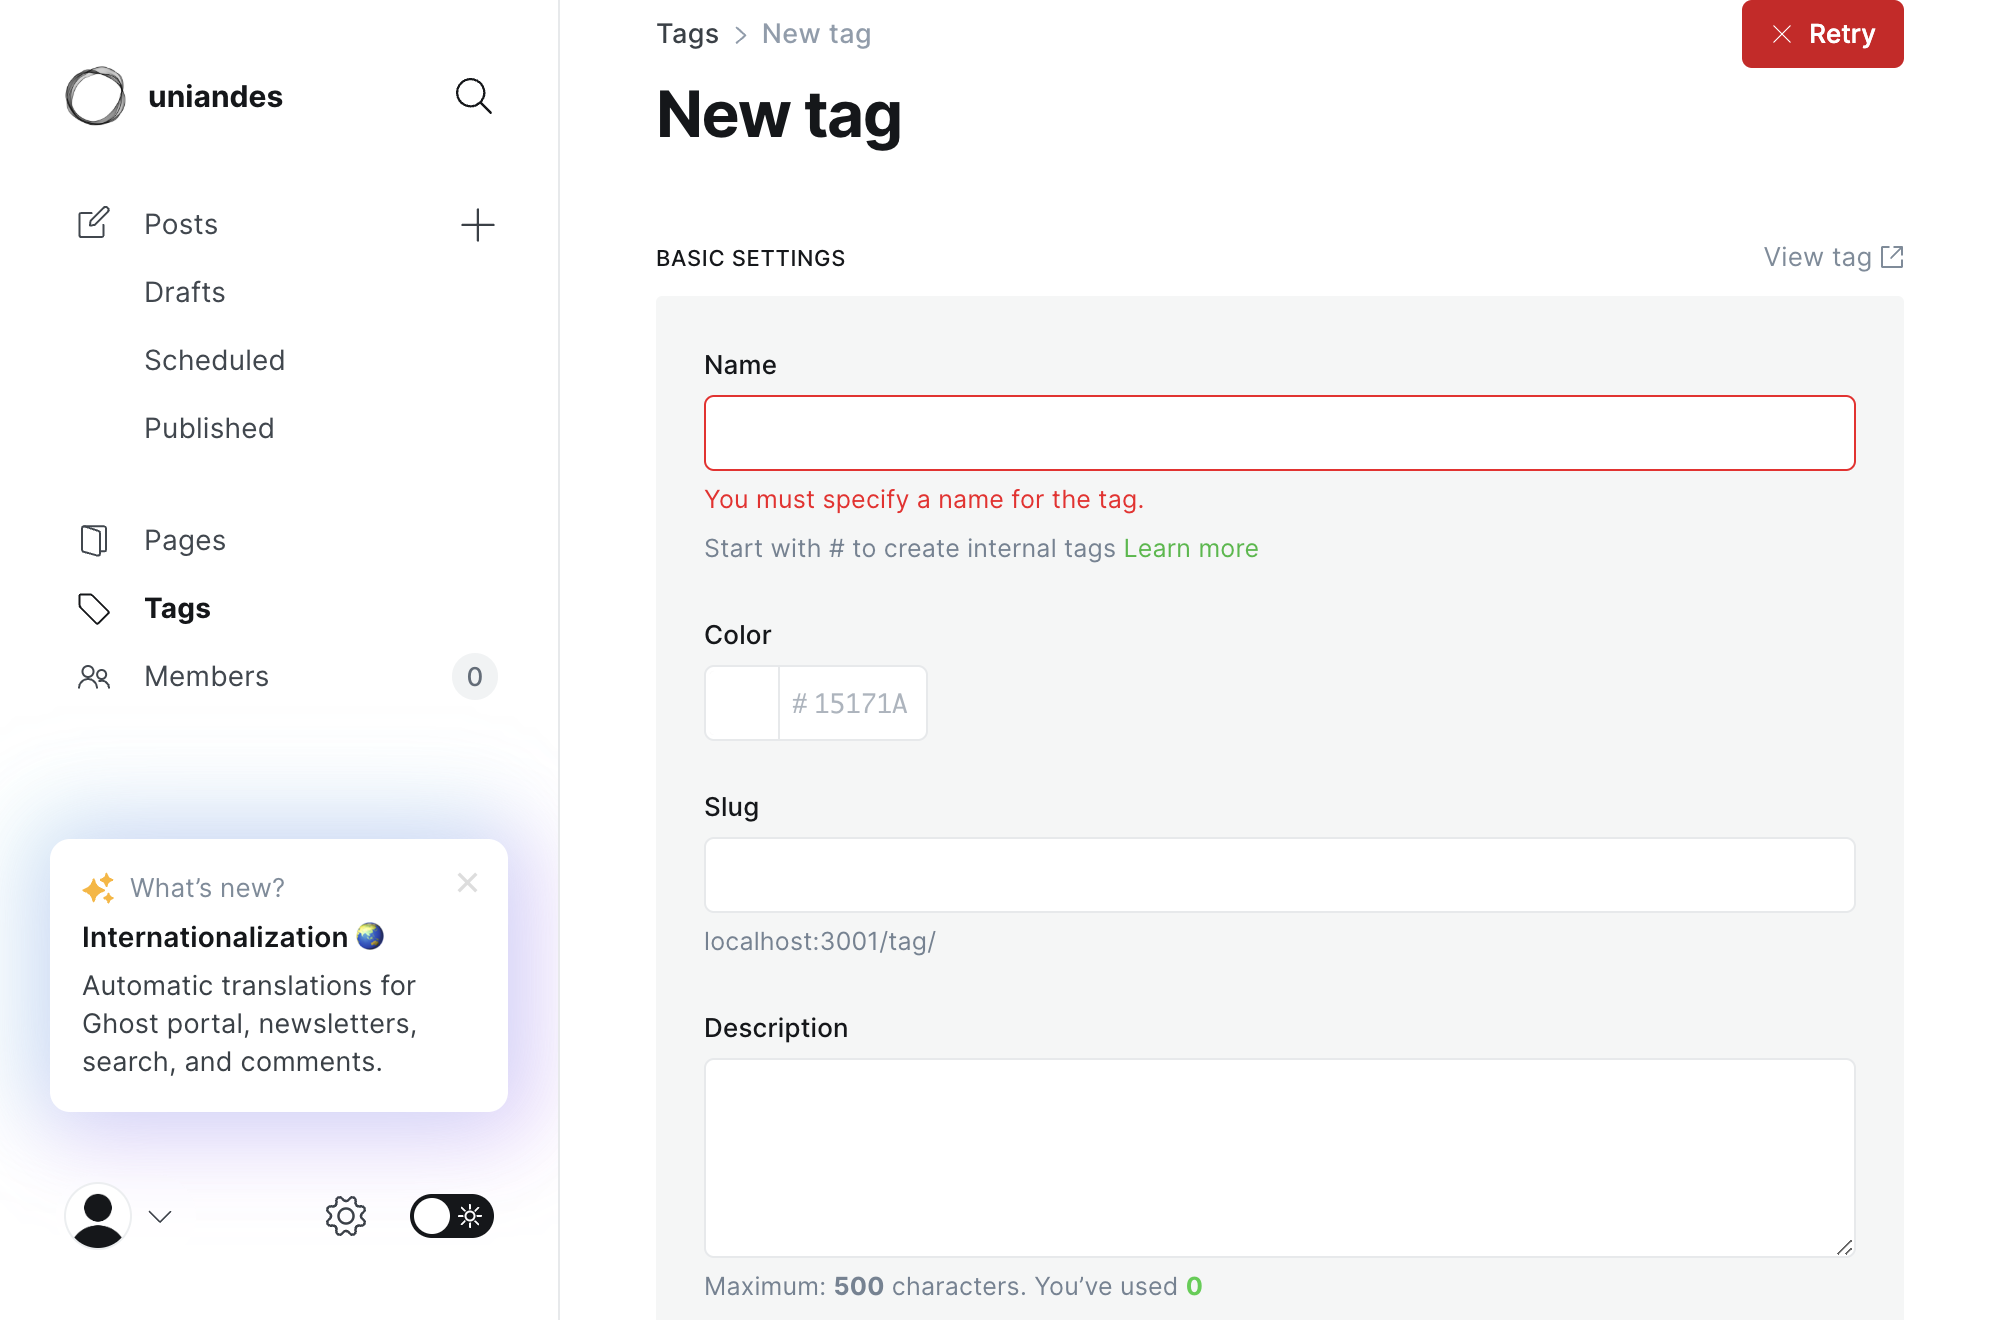 uniandes
Posts
Drafts
Scheduled
Published
Pages
Tags
Members 0
What's new?
Internationalization
Automatic translations for
Ghost portal, newsletters,
search, and comments.
Tags > New tag
Retry
New tag
BASIC SETTINGS
View tag
Name
You must specify a name for the tag.
Start with # to create internal tags Learn more
Color
# 15171A
Slug
localhost:3001/tag/
Description
Maximum: 500 characters. You’ve used 0